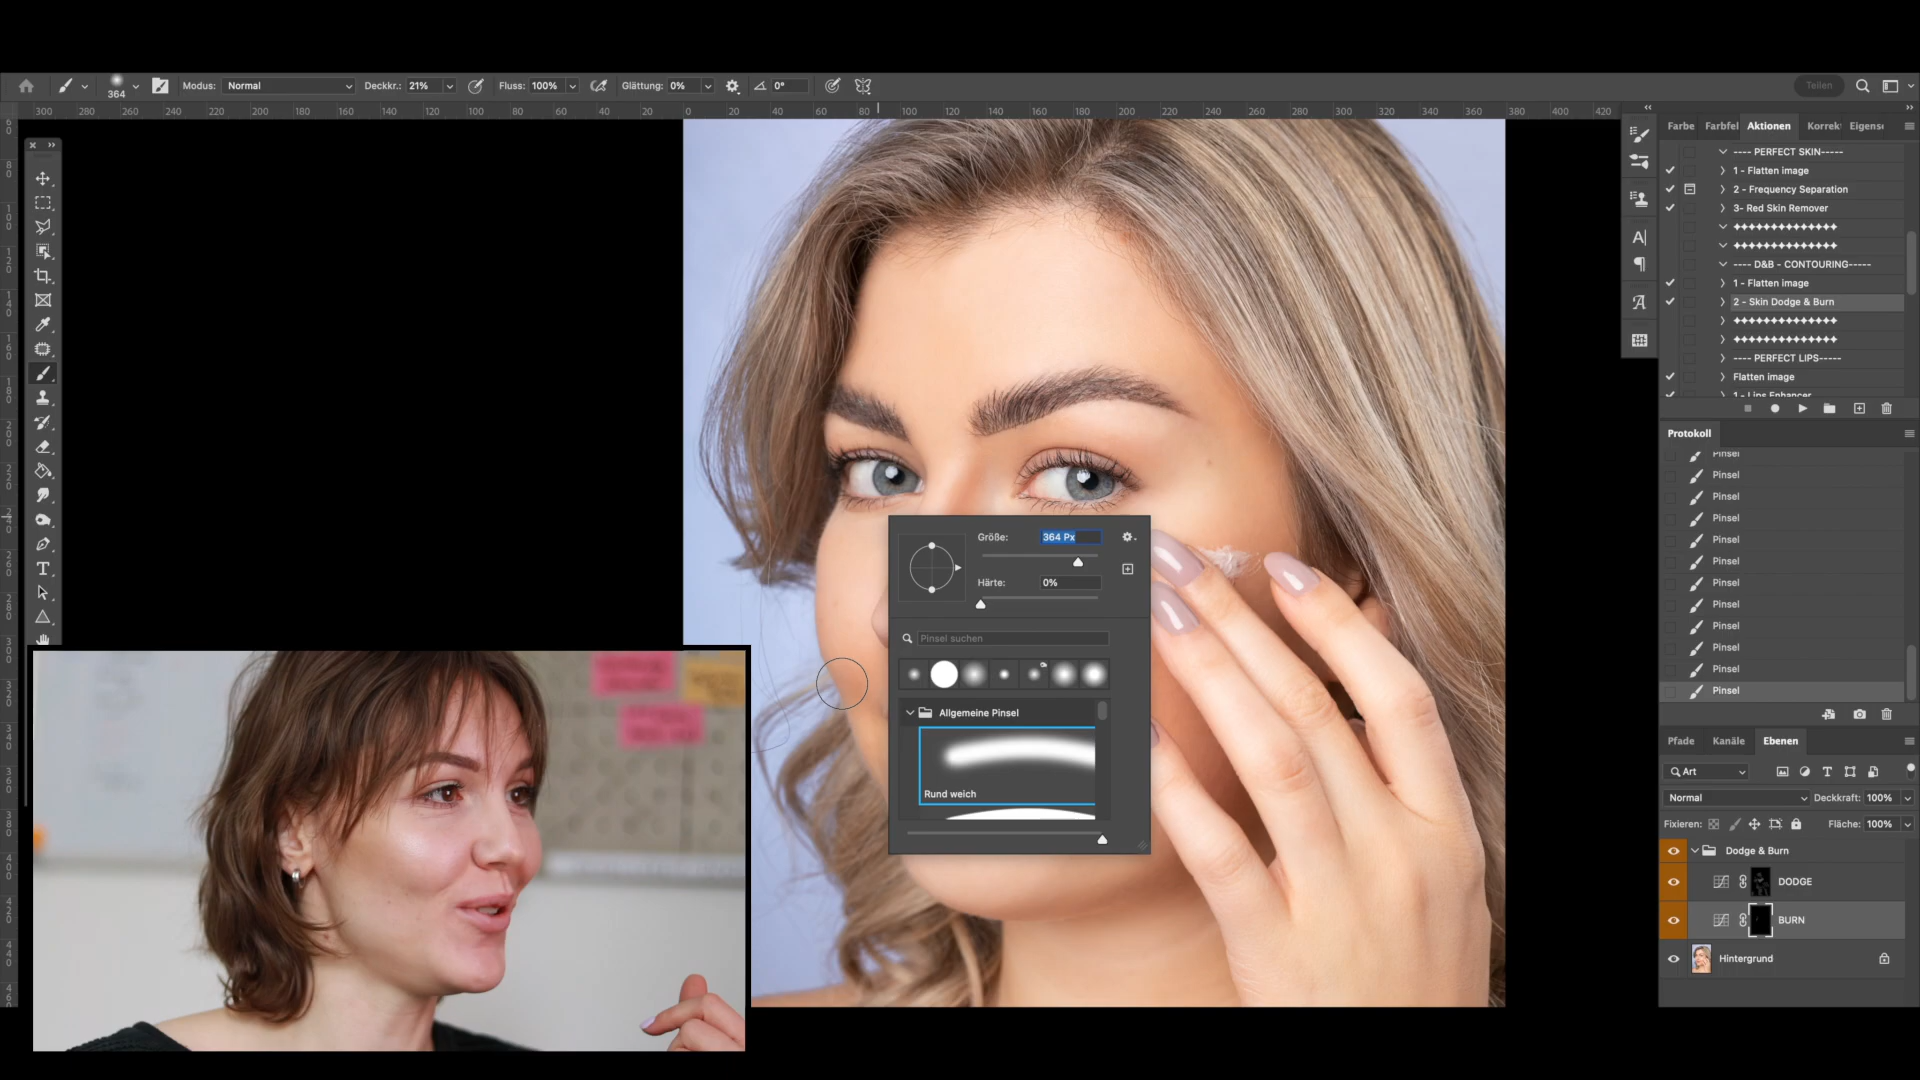 364
Modus: Normal
Deckkr.: 21%
Fluss: 100%
Glättung: 0%
0°
Teilen
300 280 260 240 220 200 180 160 140 120 100 80 60 40 20 0 20 40 60 80 100 120 140 160 180 200 220 240 260 280 300 320 340 360 380 400 420
Farbe Farbfel Aktionen Korrek Eigens
---- PERFECT SKIN-----
1 - Flatten image
2 - Frequency Separation
3- Red Skin Remover
✦✦✦✦✦✦✦✦✦✦✦✦✦✦
✦✦✦✦✦✦✦✦✦✦✦✦✦✦
---- D&B - CONTOURING-----
1 - Flatten image
2 - Skin Dodge & Burn
✦✦✦✦✦✦✦✦✦✦✦✦✦✦
✦✦✦✦✦✦✦✦✦✦✦✦✦✦
---- PERFECT LIPS-----
Flatten image
1 - Lips Enhancer
Protokoll
Pinsel
Pinsel
Pinsel
Pinsel
Pinsel
Pinsel
Pinsel
Pinsel
Pinsel
Pinsel
Pinsel
Pinsel
Größe: 364 Px
Härte: 0%
Pinsel suchen
Allgemeine Pinsel
Rund weich
Pfade Kanäle Ebenen
Art
Normal
Deckkraft: 100%
Fixieren:
Fläche: 100%
Dodge & Burn
DODGE
BURN
Hintergrund